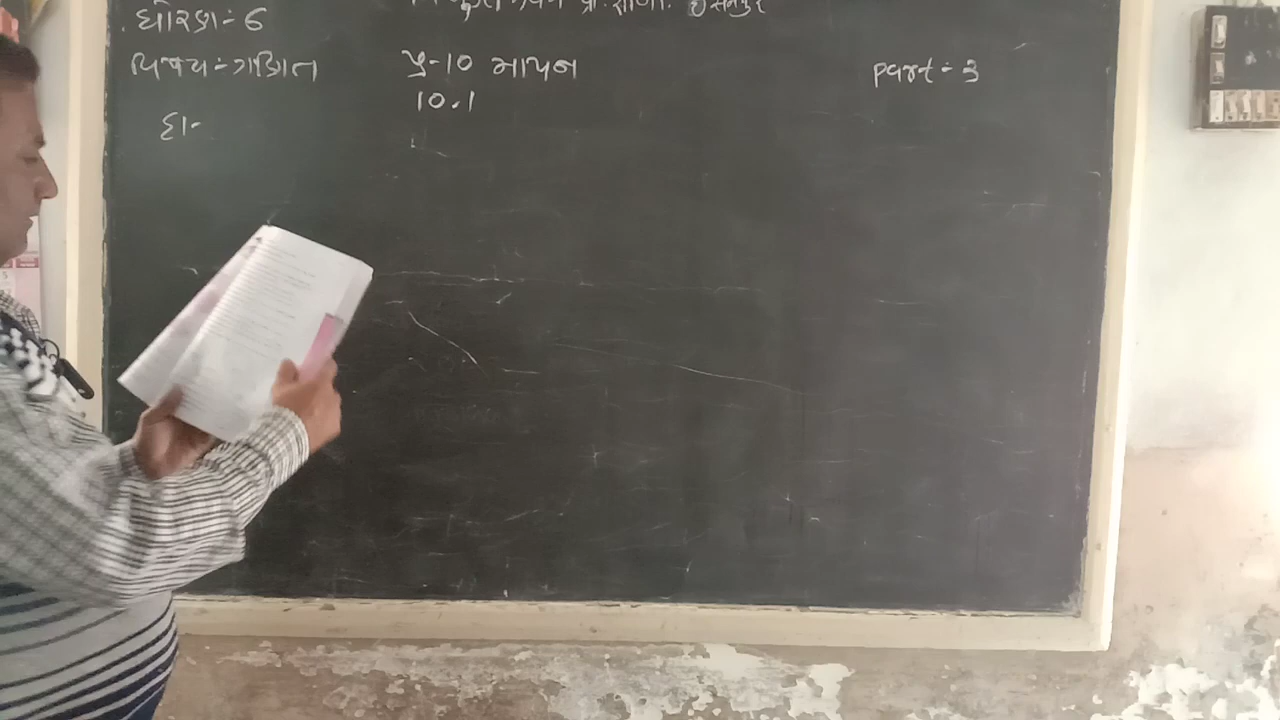 ધોરણ:- 6
વિષય:- ગણિત
પ્ર-10 માપન
10.1
Part:- 3
દા-